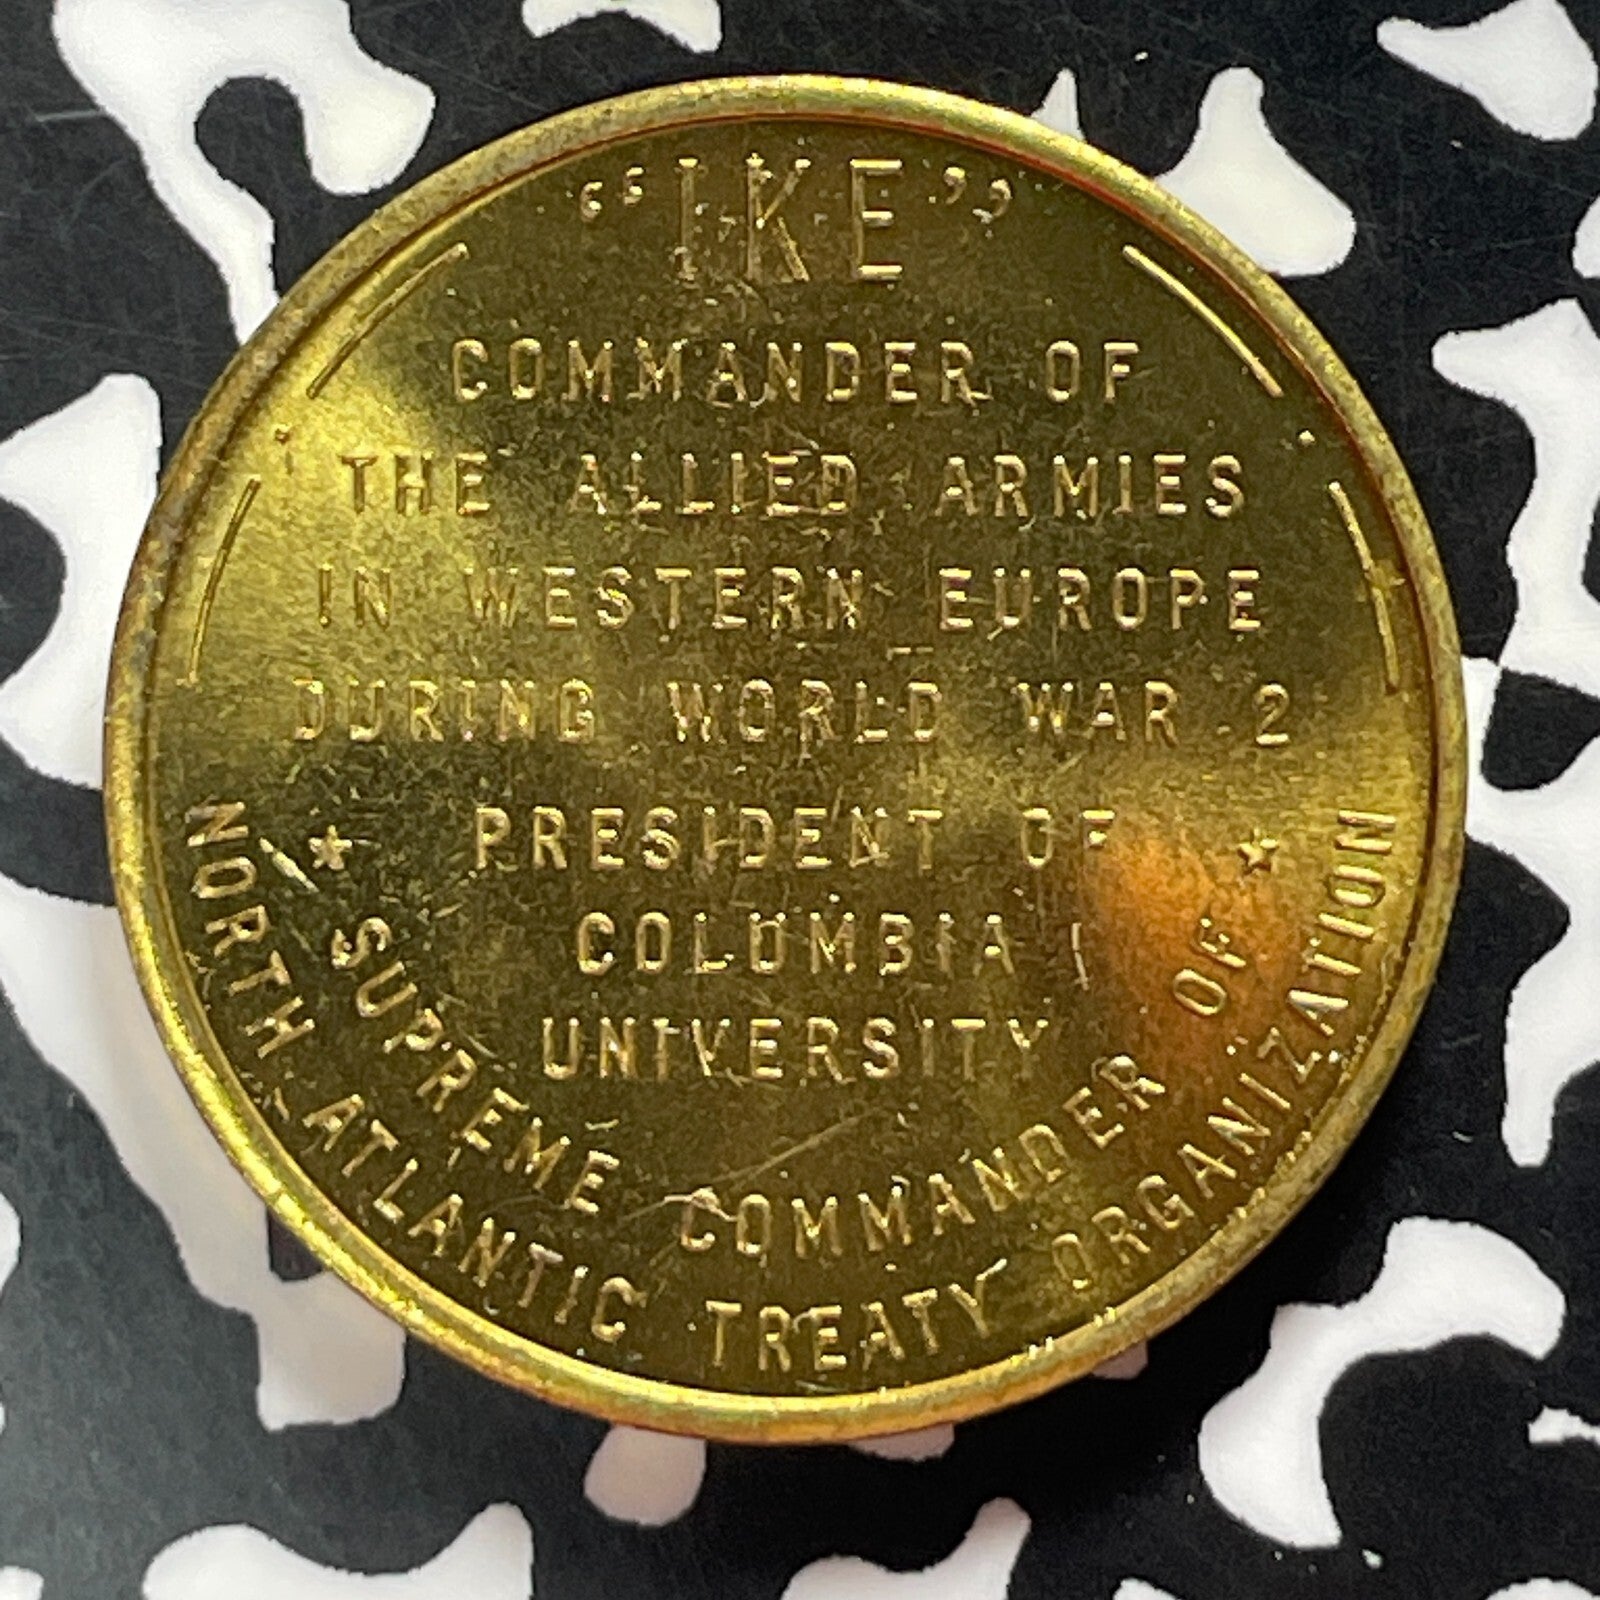 “IKE”
COMMANDER OF
THE ALLIED ARMIES
IN WESTERN EUROPE
DURING WORLD WAR 2
PRESIDENT OF
COLUMBIA
UNIVERSITY
★ SUPREME COMMANDER OF ★
NORTH ATLANTIC TREATY ORGANIZATION